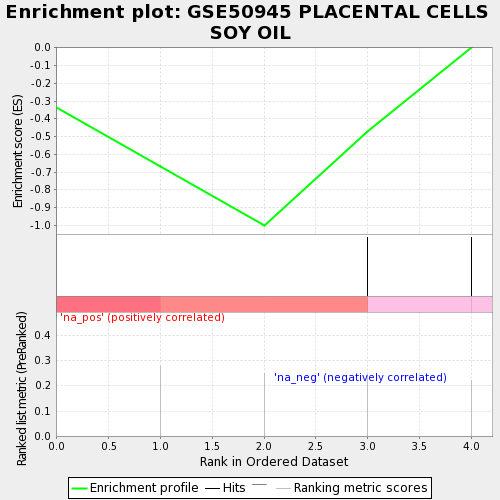 Enrichment plot: GSE50945 PLACENTAL CELLS
SOY OIL
Enrichment score (ES)
0.0
-0.1
-0.2
-0.3
-0.4
-0.5
-0.6
-0.7
-0.8
-0.9
-1.0
'na_pos' (positively correlated)
'na_neg' (negatively correlated)
Ranked list metric (PreRanked)
0.4
0.3
0.2
0.1
0.0
0.0 0.5 1.0 1.5 2.0 2.5 3.0 3.5 4.0
Rank in Ordered Dataset
Enrichment profile Hits Ranking metric scores